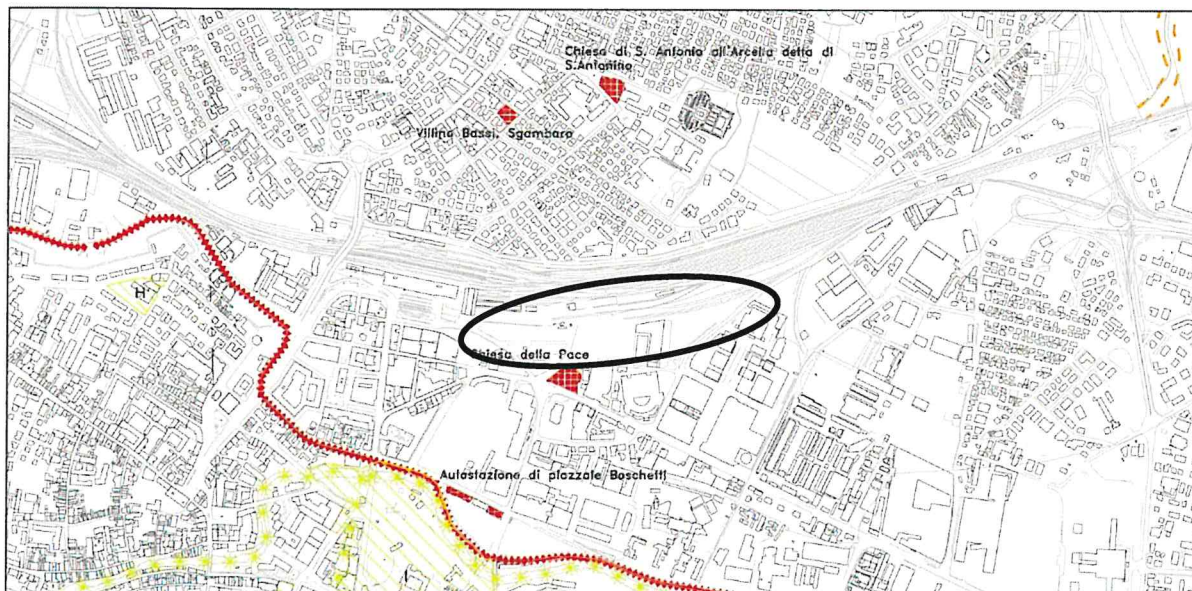 Chiesa di S. Antonio all'Arcella detta di
S.Antonino
Villino Bassi, Sgambaro
H
Chiesa della Pace
Autostazione di piazzale Boschetti